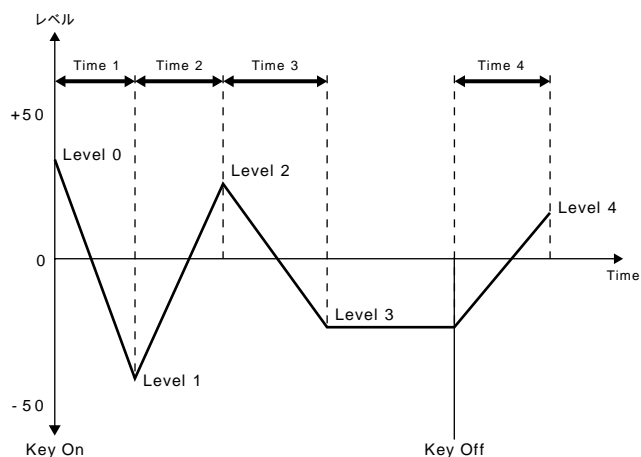 レベル
Time 1
Time 2
Time 3
Time 4
+50
Level 0
Level 2
Level 4
0
Time
Level 3
Level 1
- 50
Key On
Key Off